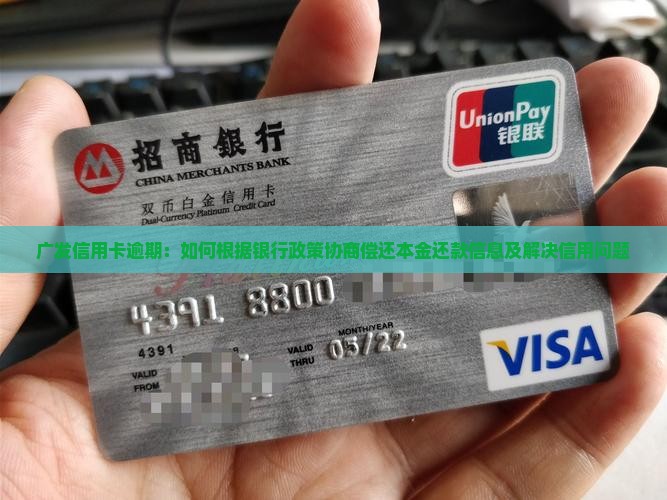 招商銀行
CHINA MERCHANTS BANK
UnionPay
银联
双币白金信用卡
Dual-Currency Platinum Credit Card
广发信用卡逾期：如何根据银行政策协商偿还本金还款信息及解决信用问题
4391 8800
4391
MONTH/YEAR
VALID
THRU
05/22
VALID
FROM
VISA